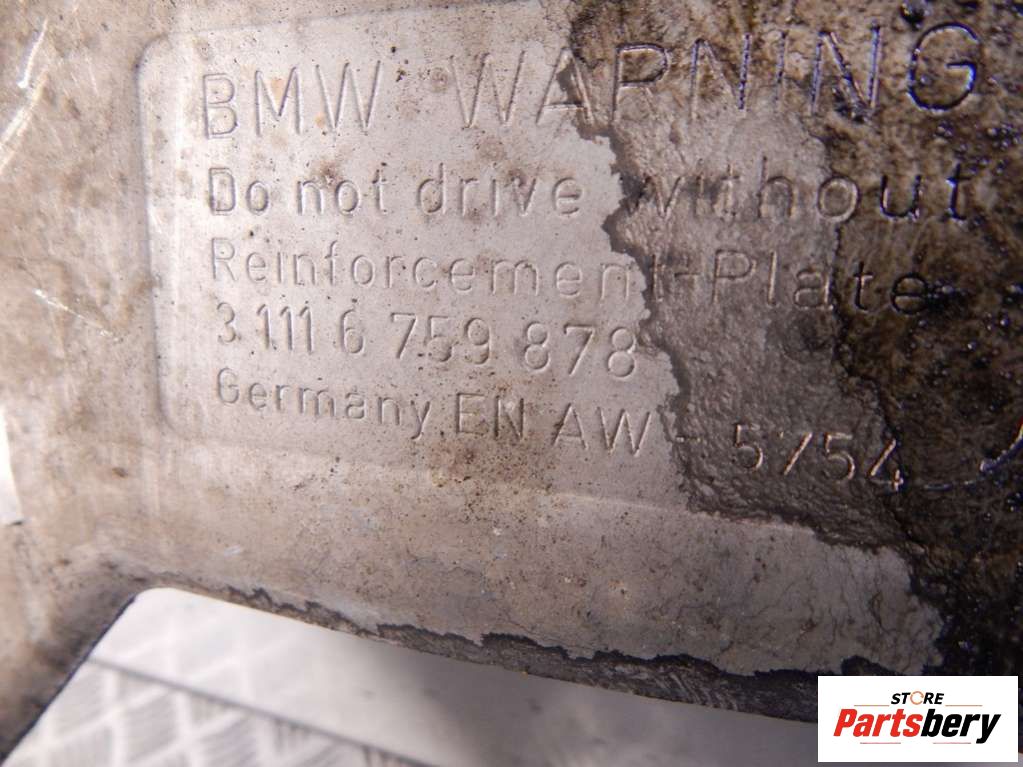 BMW WARNING
Do not drive without
Reinforcement-Plate
3 111 6 759 878
Germany EN AW - 5754
STORE
Partsbery